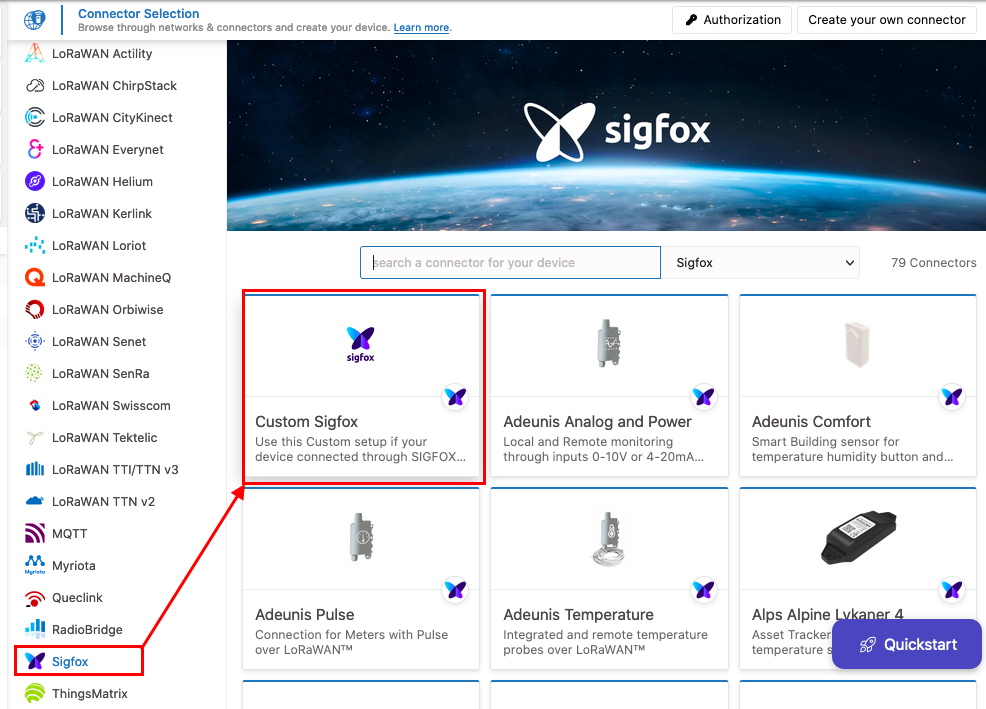 Connector Selection
Browse through networks & connectors and create your device. Learn more.
Authorization
Create your own connector
LoRaWAN Actility
LoRaWAN ChirpStack
LoRaWAN CityKinect
LoRaWAN Everynet
LoRaWAN Helium
LoRaWAN Kerlink
LoRaWAN Loriot
LoRaWAN MachineQ
LoRaWAN Orbiwise
LoRaWAN Senet
LoRaWAN SenRa
LoRaWAN Swisscom
LoRaWAN Tektelic
LoRaWAN TTI/TTN v3
LoRaWAN TTN v2
MQTT
Myriota
Myriota
Queclink
RadioBridge
Sigfox
ThingsMatrix
sigfox
search a connector for your device
Sigfox
79 Connectors
sigfox
Custom Sigfox
Use this Custom setup if your
device connected through SIGFOX...
Adeunis Analog and Power
Local and Remote monitoring
through inputs 0-10V or 4-20mA...
Adeunis Comfort
Smart Building sensor for
temperature humidity button and...
Adeunis Pulse
Connection for Meters with Pulse
over LoRaWAN™
Adeunis Temperature
Integrated and remote temperature
probes over LoRaWAN™
Alps Alpine Lykaner 4
Asset Tracker
temperature s
Quickstart